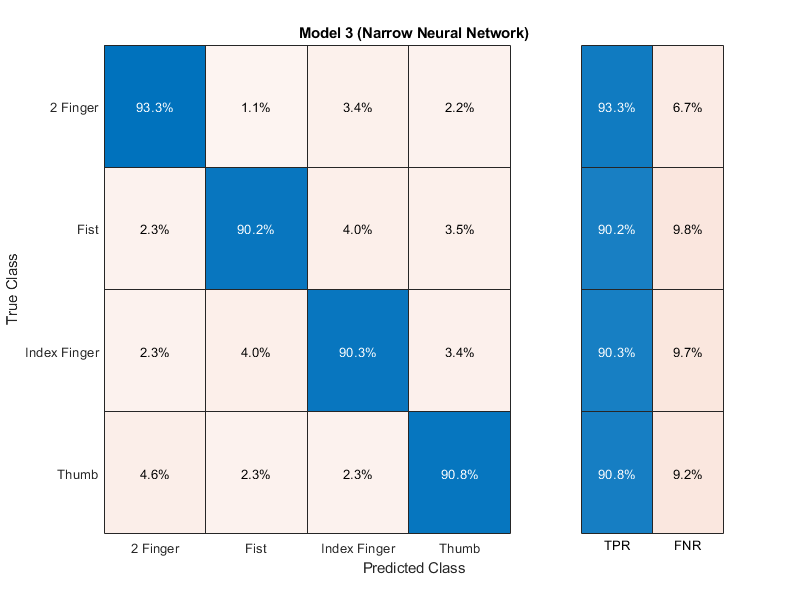 Model 3 (Narrow Neural Network)
2 Finger 93.3% 1.1% 3.4% 2.2% 93.3% 6.7%
Fist 2.3% 90.2% 4.0% 3.5% 90.2% 9.8%
Index Finger 2.3% 4.0% 90.3% 3.4% 90.3% 9.7%
Thumb 4.6% 2.3% 2.3% 90.8% 90.8% 9.2%
2 Finger Fist Index Finger Thumb TPR FNR
Predicted Class
True Class